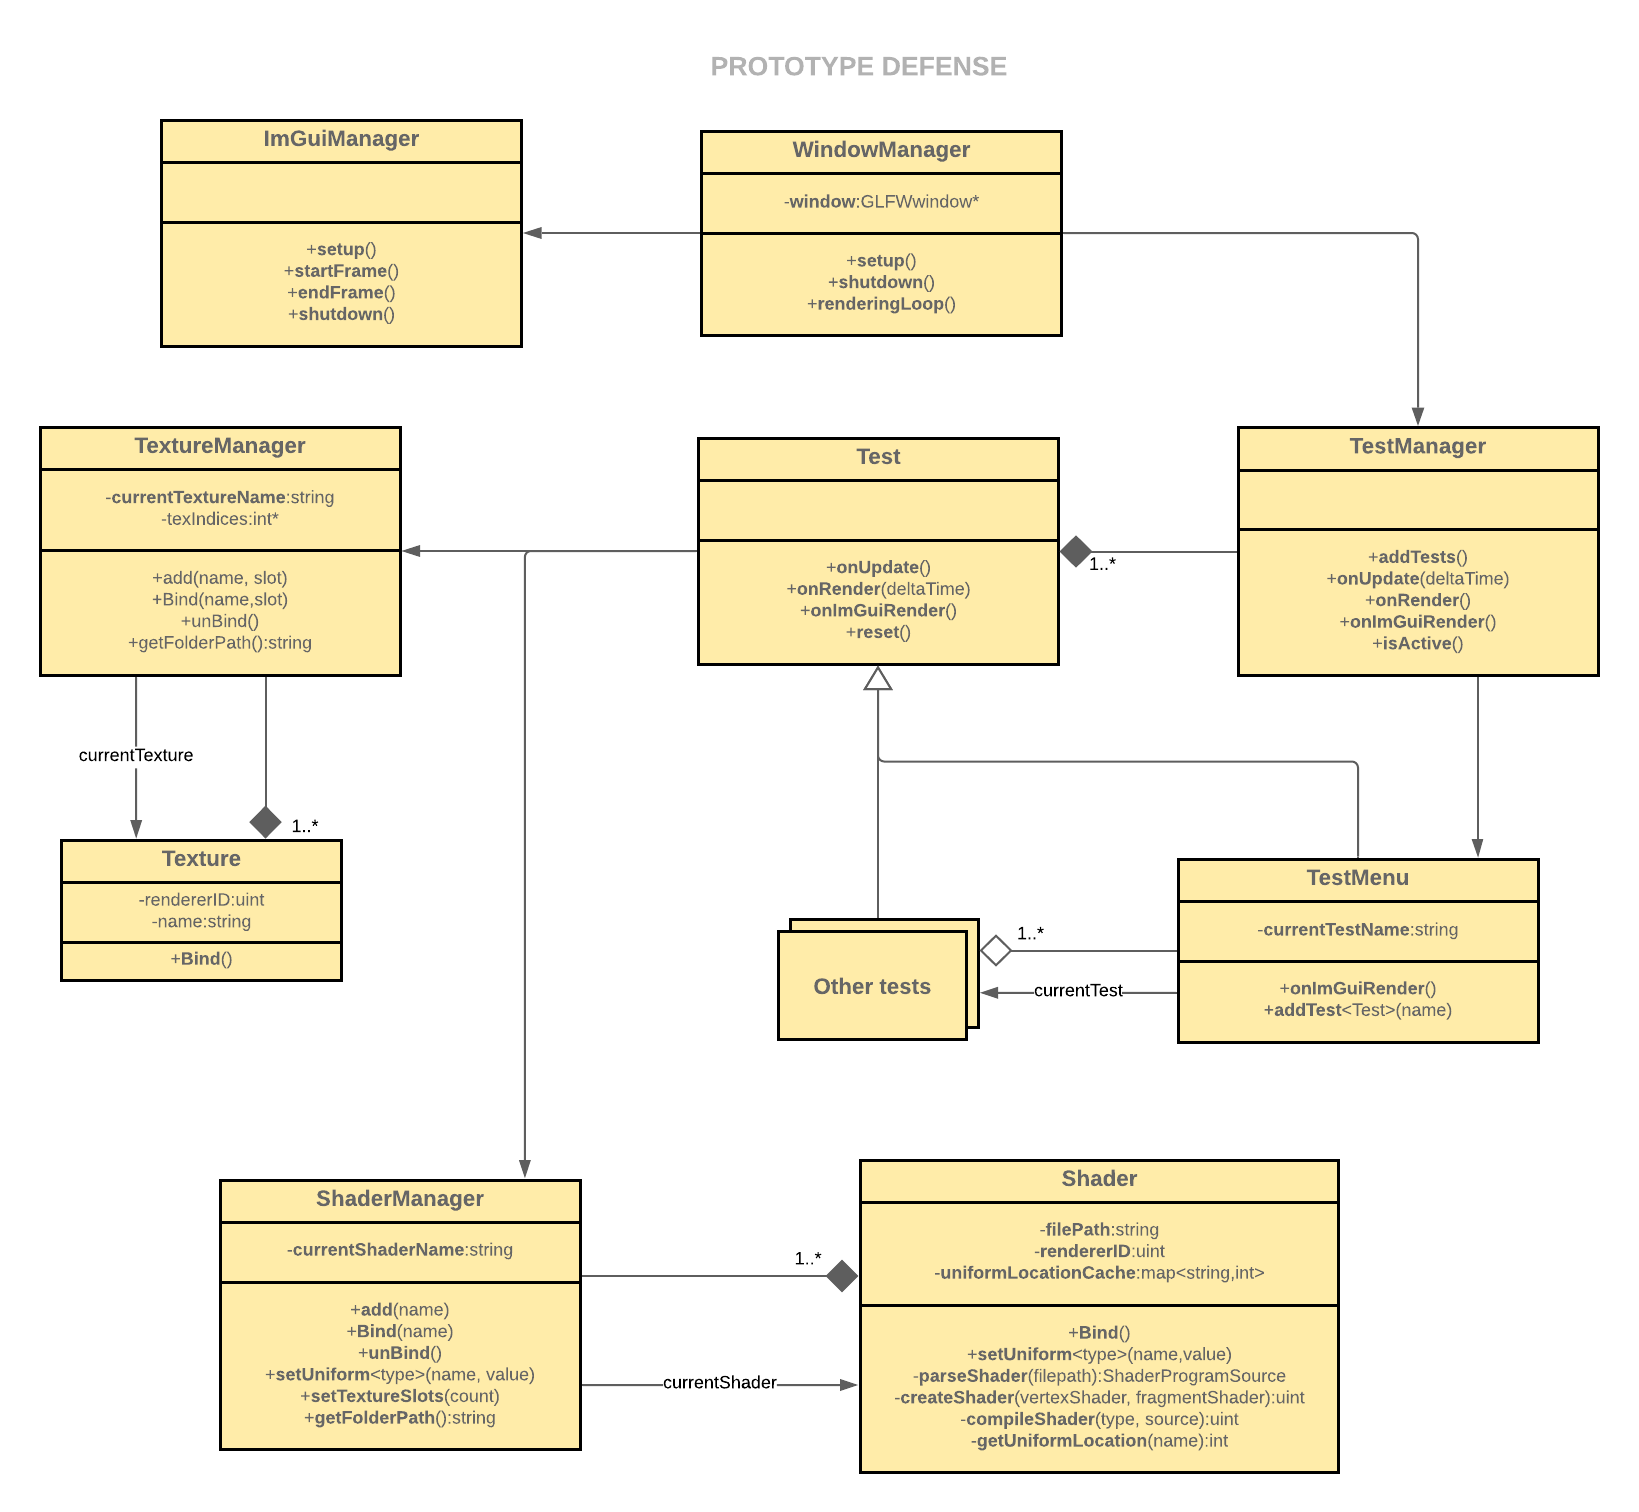 PROTOTYPE DEFENSE
ImGuiManager
+setup()
+startFrame()
+endFrame()
+shutdown()
WindowManager
-window:GLFWwindow*
+setup()
+shutdown()
+renderingLoop()
TextureManager
-currentTextureName:string
-texIndices:int*
+add(name, slot)
+Bind(name,slot)
+unBind()
+getFolderPath():string
Test
+onUpdate()
+onRender(deltaTime)
+onImGuiRender()
+reset()
1..*
TestManager
+addTests()
+onUpdate(deltaTime)
+onRender()
+onImGuiRender()
+isActive()
currentTexture
1..*
Texture
-rendererID:uint
-name:string
+Bind()
Other tests
1..*
currentTest
TestMenu
-currentTestName:string
+onImGuiRender()
+addTest<Test>(name)
ShaderManager
-currentShaderName:string
+add(name)
+Bind(name)
+unBind()
+setUniform<type>(name, value)
+setTextureSlots(count)
+getFolderPath():string
1..*
currentShader
Shader
-filePath:string
-rendererID:uint
-uniformLocationCache:map<string,int>
+Bind()
+setUniform<type>(name,value)
-parseShader(filepath):ShaderProgramSource
-createShader(vertexShader, fragmentShader):uint
-compileShader(type, source):uint
-getUniformLocation(name):int